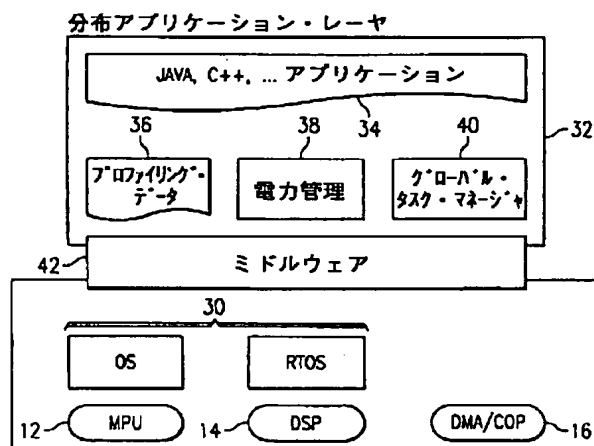 分布アプリケーション・レーヤ
JAVA, C++, ... アプリケーション
34
36
38
40
32
プロファイリング・
データ
電力管理
グローバル・
タスク・マネージャ
42
ミドルウェア
30
OS
RTOS
12
MPU
14
DSP
DMA/COP
16